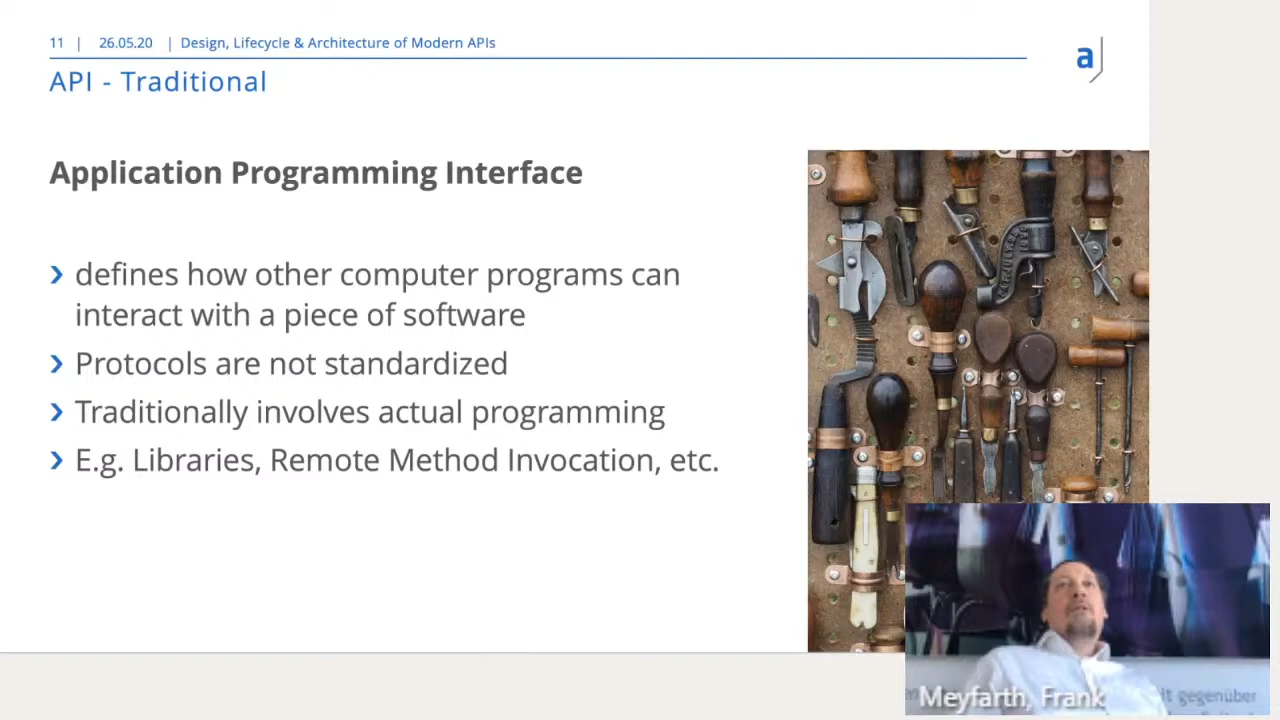 11 | 26.05.20 | Design, Lifecycle & Architecture of Modern APIs
a
API - Traditional
Application Programming Interface
› defines how other computer programs can
interact with a piece of software
› Protocols are not standardized
› Traditionally involves actual programming
› E.g. Libraries, Remote Method Invocation, etc.
Meyfarth, Frank
gegenüber